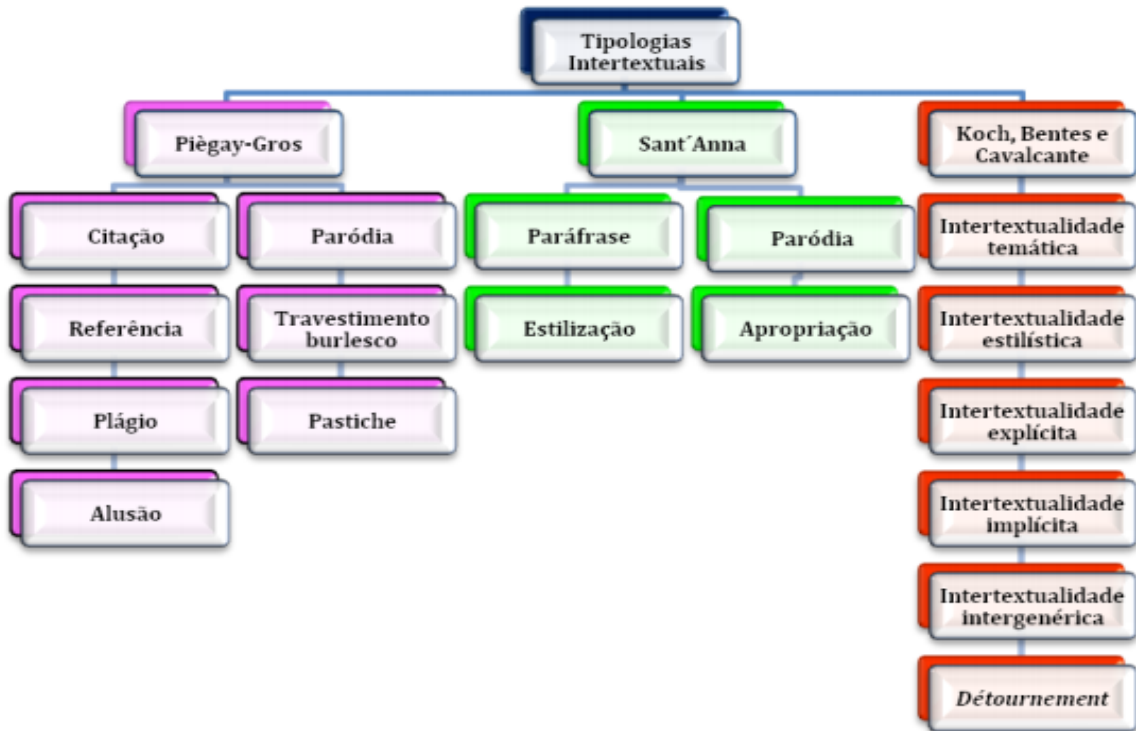 Tipologias
Intertextuais
Piègay-Gros
Sant´Anna
Koch, Bentes e
Cavalcante
Citação
Paródia
Paráfrase
Paródia
Intertextualidade
temática
Referência
Travestimento
burlesco
Estilização
Apropriação
Intertextualidade
estilística
Plágio
Pastiche
Intertextualidade
explícita
Alusão
Intertextualidade
implícita
Intertextualidade
intergenérica
Détournement